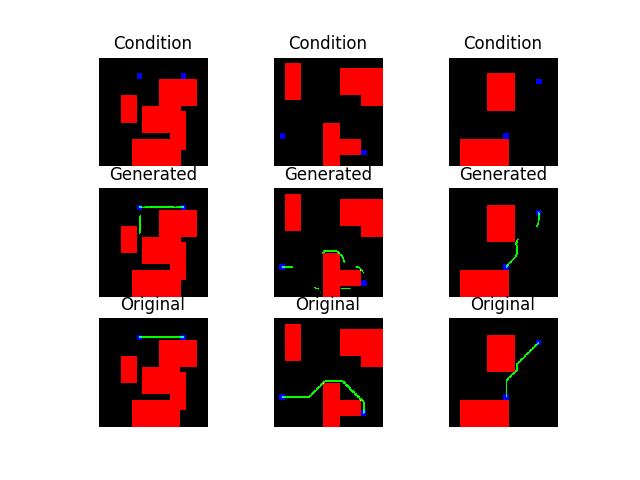 Condition Condition Condition
Generated Generated Generated
Original Original Original